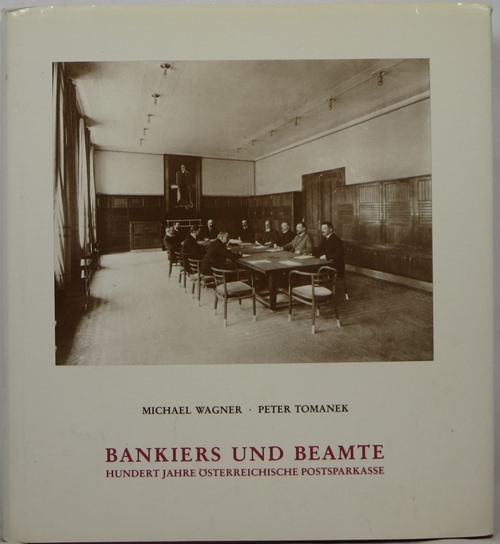 MICHAEL WAGNER · PETER TOMANEK
BANKIERS UND BEAMTE
HUNDERT JAHRE ÖSTERREICHISCHE POSTSPARKASSE